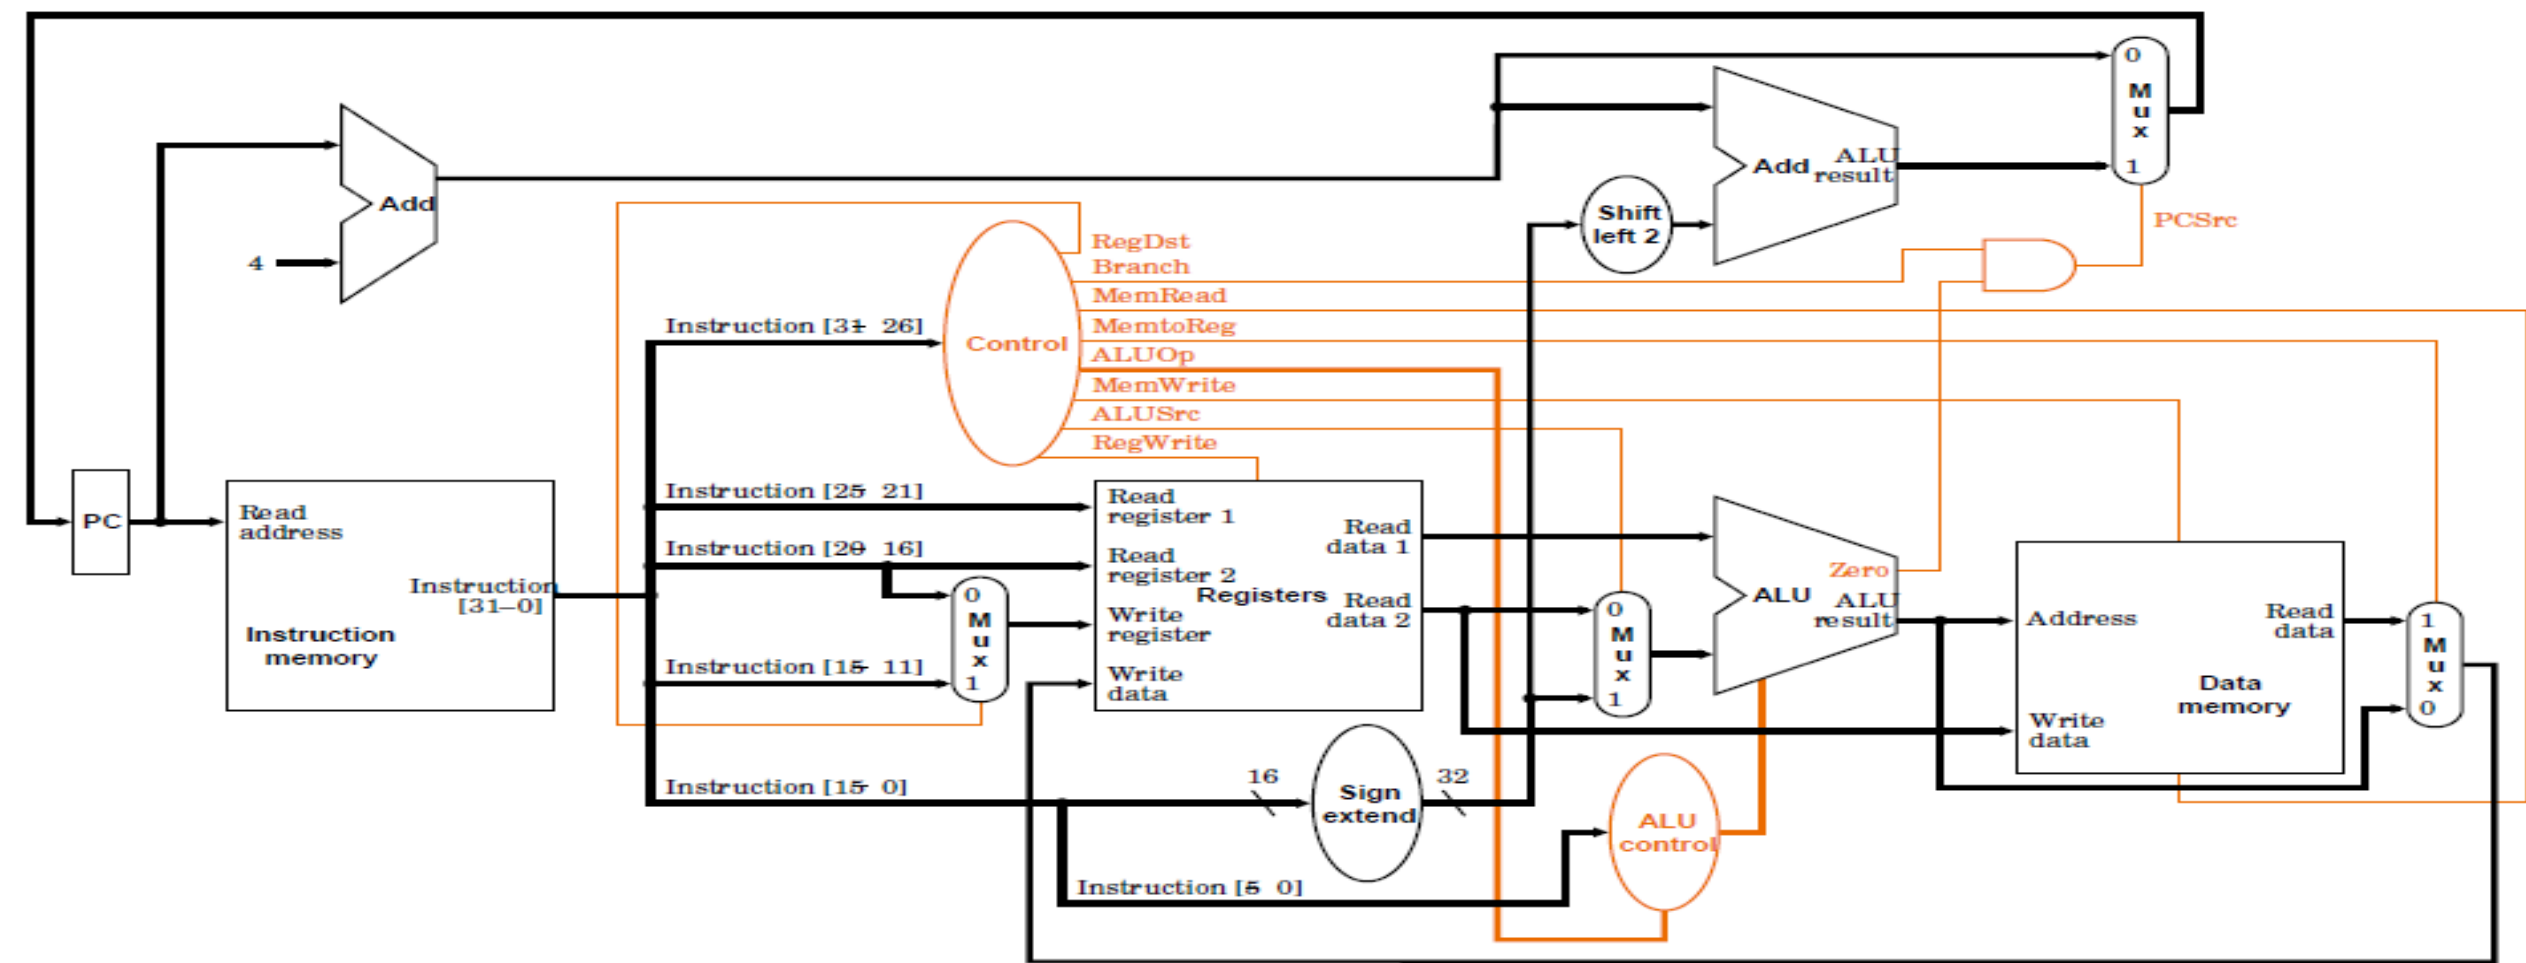 0
M
u
x
1
Add
ALU
result
Add
4
Shift
left 2
PCSrc
RegDst
Branch
MemRead
MemtoReg
ALUOp
MemWrite
ALUSrc
RegWrite
Control
Instruction [31 26]
Instruction [25 21]
Instruction [20 16]
Instruction [15 11]
Instruction [15 0]
Instruction [5 0]
PC
Read
address
Instruction
[31–0]
Instruction
memory
0
M
u
x
1
Read
register 1
Read
register 2
Write
register
Write
data
Registers
Read
data 1
Read
data 2
0
M
u
x
1
Zero
ALU
ALU
result
Address
Write
data
Read
data
Data
memory
1
M
u
x
0
16
Sign
extend
32
ALU
control